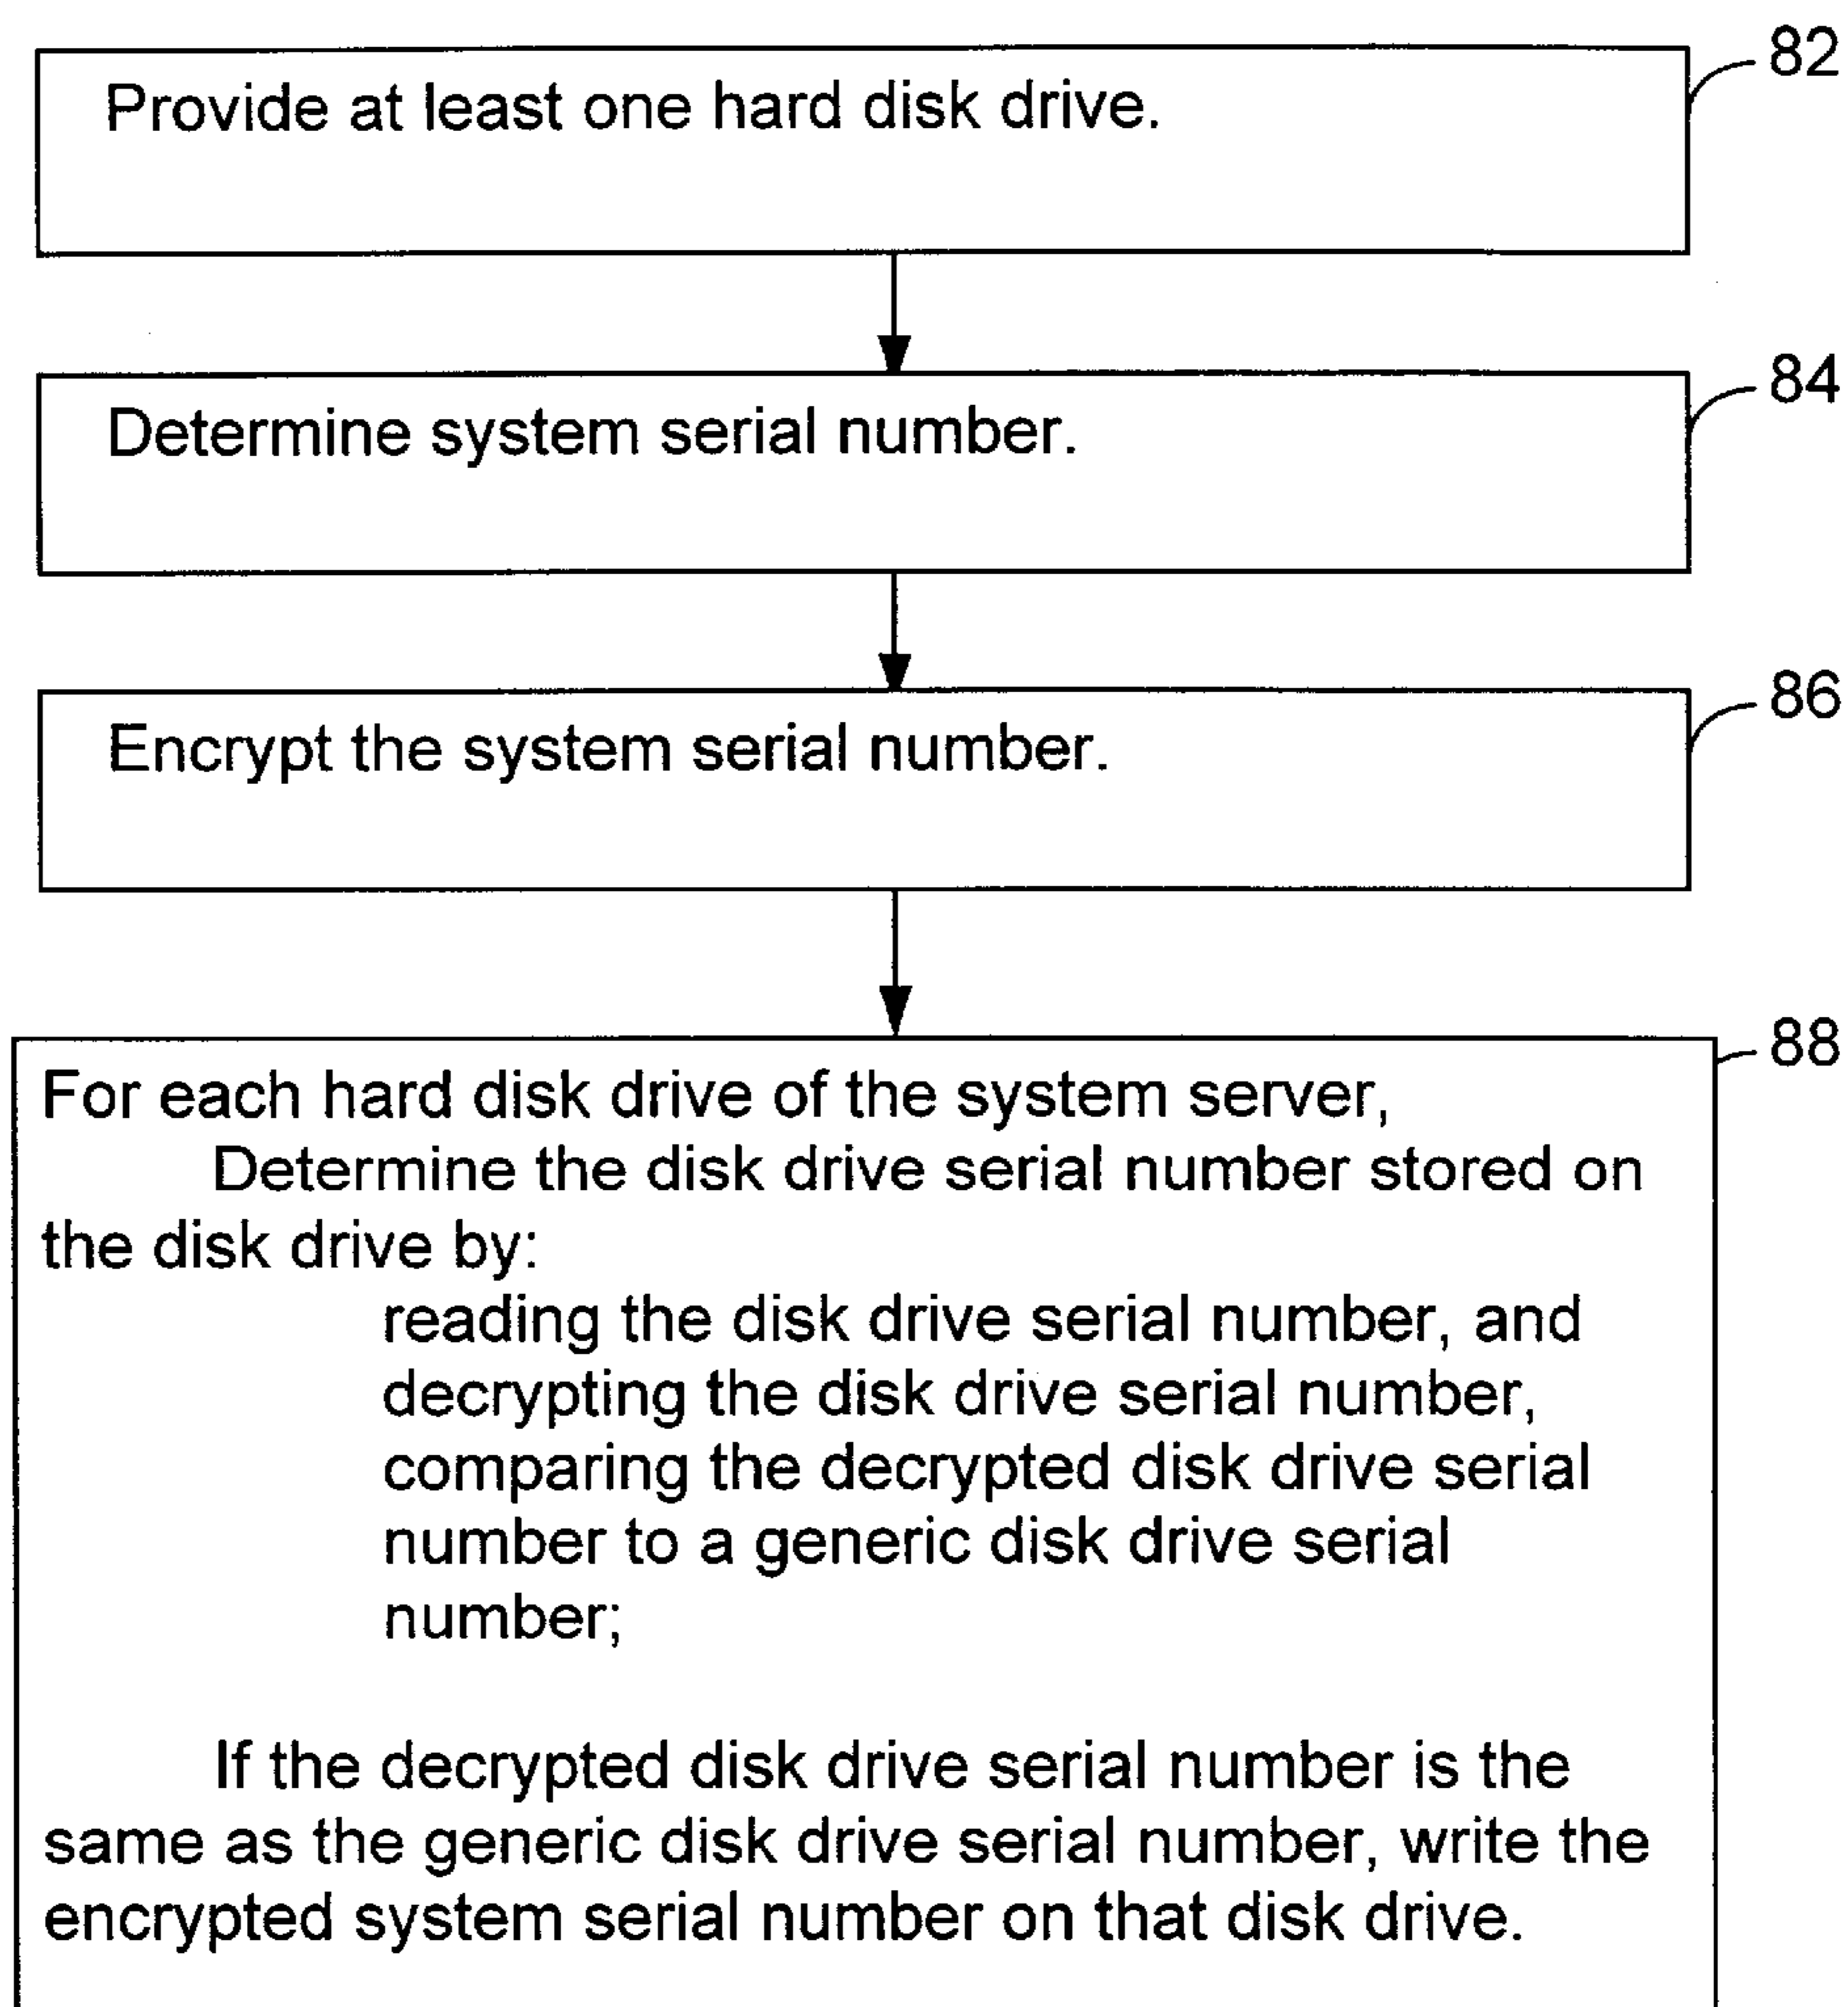 82
Provide at least one hard disk drive.
84
Determine system serial number.
86
Encrypt the system serial number.
88
For each hard disk drive of the system server,
Determine the disk drive serial number stored on
the disk drive by:
reading the disk drive serial number, and
decrypting the disk drive serial number,
comparing the decrypted disk drive serial
number to a generic disk drive serial
number;
If the decrypted disk drive serial number is the
same as the generic disk drive serial number, write the
encrypted system serial number on that disk drive.